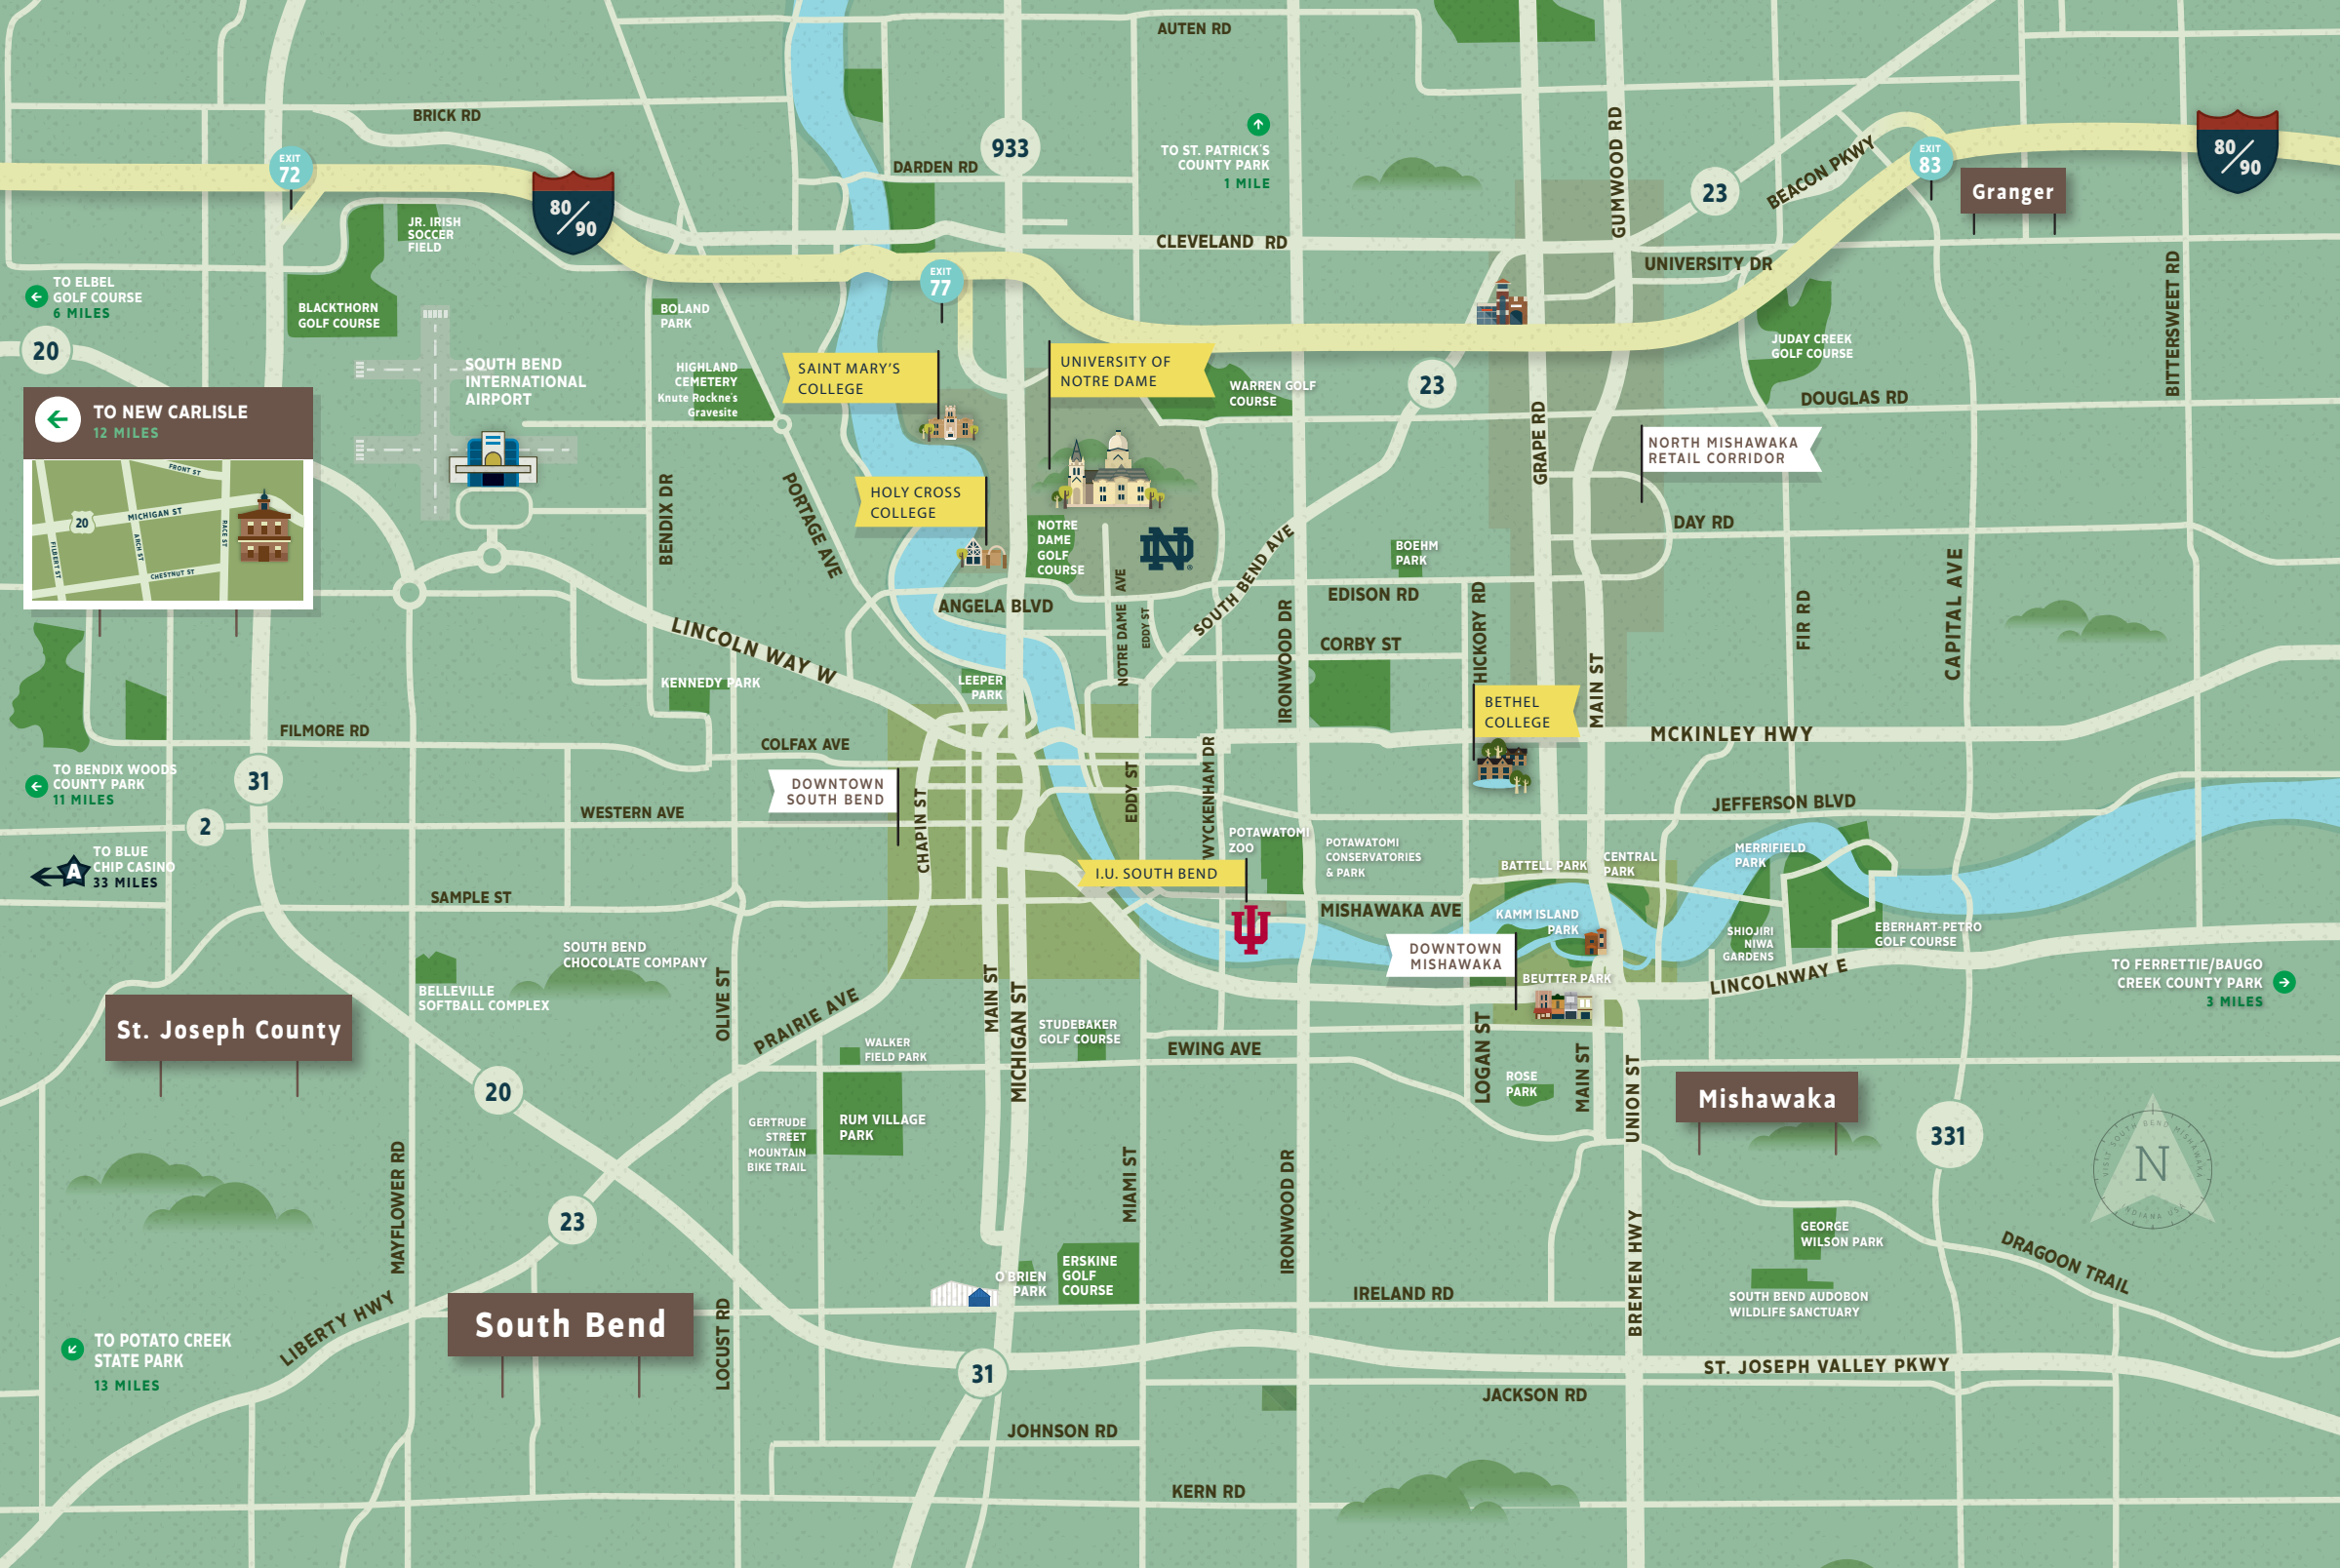 AUTEN RD
BRICK RD
EXIT
72
80/90
933
DARDEN RD
TO ST. PATRICK'S
COUNTY PARK
1 MILE
GUMWOOD RD
23
BEACON PKWY
EXIT
83
Granger
80/90
JR. IRISH
SOCCER
FIELD
CLEVELAND RD
UNIVERSITY DR
BITTERSWEET RD
TO ELBEL
GOLF COURSE
6 MILES
20
BLACKTHORN
GOLF COURSE
BOLAND
PARK
EXIT
77
JUDAY CREEK
GOLF COURSE
SOUTH BEND
INTERNATIONAL
AIRPORT
HIGHLAND
CEMETERY
Knute Rockne's
Gravesite
SAINT MARY'S
COLLEGE
UNIVERSITY OF
NOTRE DAME
WARREN GOLF
COURSE
23
DOUGLAS RD
GRAPE RD
TO NEW CARLISLE
12 MILES
FRONT ST
20
MICHIGAN ST
FILBERT ST
ARCH ST
RACE ST
CHESTNUT ST
NORTH MISHAWAKA
RETAIL CORRIDOR
BENDIX DR
PORTAGE AVE
HOLY CROSS
COLLEGE
NOTRE
DAME
GOLF
COURSE
ND
SOUTH BEND AVE
BOEHM
PARK
DAY RD
ANGELA BLVD
NOTRE DAME AVE
EDDY ST
EDISON RD
IRONWOOD DR
CORBY ST
HICKORY RD
FIR RD
CAPITAL AVE
LINCOLN WAY W
KENNEDY PARK
LEEPER
PARK
BETHEL
COLLEGE
MAIN ST
MCKINLEY HWY
FILMORE RD
COLFAX AVE
TO BENDIX WOODS
COUNTY PARK
11 MILES
31
2
DOWNTOWN
SOUTH BEND
WESTERN AVE
CHAPIN ST
EDDY ST
WYCKENHAM DR
JEFFERSON BLVD
POTAWATOMI
ZOO
POTAWATOMI
CONSERVATORIES
& PARK
BATTELL PARK
CENTRAL
PARK
MERRIFIELD
PARK
A
TO BLUE
CHIP CASINO
33 MILES
I.U. SOUTH BEND
SAMPLE ST
MISHAWAKA AVE
KAMM ISLAND
PARK
SHIOJIRI
NIWA
GARDENS
EBERHART-PETRO
GOLF COURSE
SOUTH BEND
CHOCOLATE COMPANY
DOWNTOWN
MISHAWAKA
BEUTTER PARK
LINCOLNWAY E
TO FERRETTIE/BAUGO
CREEK COUNTY PARK
3 MILES
BELLEVILLE
SOFTBALL COMPLEX
OLIVE ST
PRAIRIE AVE
MAIN ST
MICHIGAN ST
St. Joseph County
STUDEBAKER
GOLF COURSE
WALKER
FIELD PARK
EWING AVE
LOGAN ST
ROSE
PARK
MAIN ST
UNION ST
Mishawaka
20
331
GERTRUDE
STREET
MOUNTAIN
BIKE TRAIL
RUM VILLAGE
PARK
VISIT SOUTH BEND MISHAWAKA
N
INDIANA USA
MAYFLOWER RD
23
MIAMI ST
IRONWOOD DR
BREMEN HWY
GEORGE
WILSON PARK
DRAGOON TRAIL
O'BRIEN
PARK
ERSKINE
GOLF
COURSE
IRELAND RD
SOUTH BEND AUDOBON
WILDLIFE SANCTUARY
LIBERTY HWY
South Bend
LOCUST RD
TO POTATO CREEK
STATE PARK
13 MILES
31
ST. JOSEPH VALLEY PKWY
JACKSON RD
JOHNSON RD
KERN RD